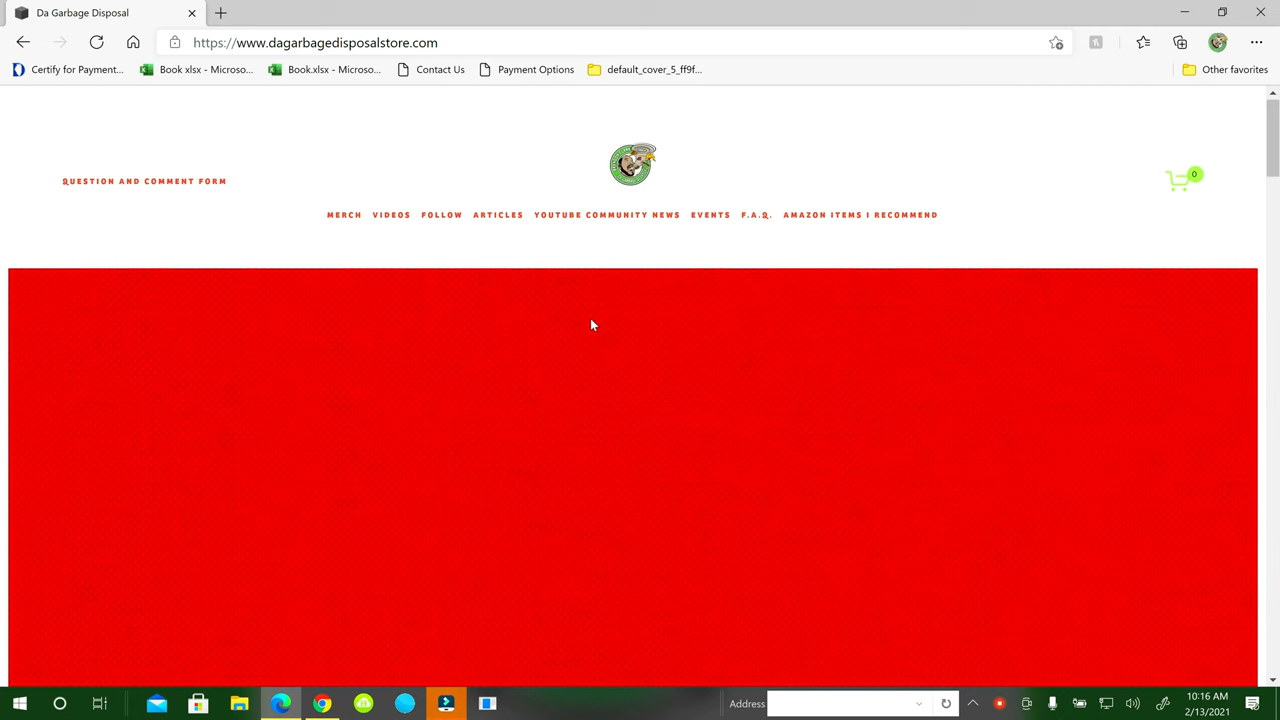 Da Garbage Disposal
https://www.dagarbagedisposalstore.com
Certify for Payment...
Book xlsx - Microso...
Book.xlsx - Microso...
Contact Us
Payment Options
default_cover_5_ff9f...
Other favorites
QUESTION AND COMMENT FORM
0
MERCH VIDEOS FOLLOW ARTICLES YOUTUBE COMMUNITY NEWS EVENTS F.A.Q. AMAZON ITEMS I RECOMMEND
Address
10:16 AM
2/13/2021